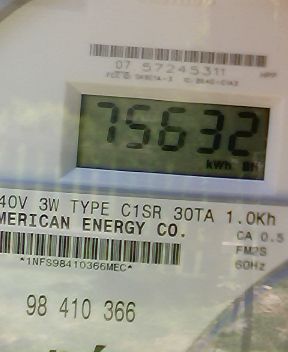 07 57245311
75632
kWh
40V 3W TYPE C1SR 30TA 1.0Kh
MERICAN ENERGY CO.
CA 0.5
FM2S
60Hz
*1NFS98410366MEC*
98 410 366